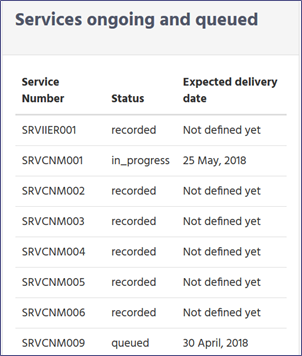 Services ongoing and queued
Service Number Status Expected delivery date
SRVIIER001 recorded Not defined yet
SRVCNM001 in_progress 25 May, 2018
SRVCNM002 recorded Not defined yet
SRVCNM003 recorded Not defined yet
SRVCNM004 recorded Not defined yet
SRVCNM005 recorded Not defined yet
SRVCNM006 recorded Not defined yet
SRVCNM009 queued 30 April, 2018